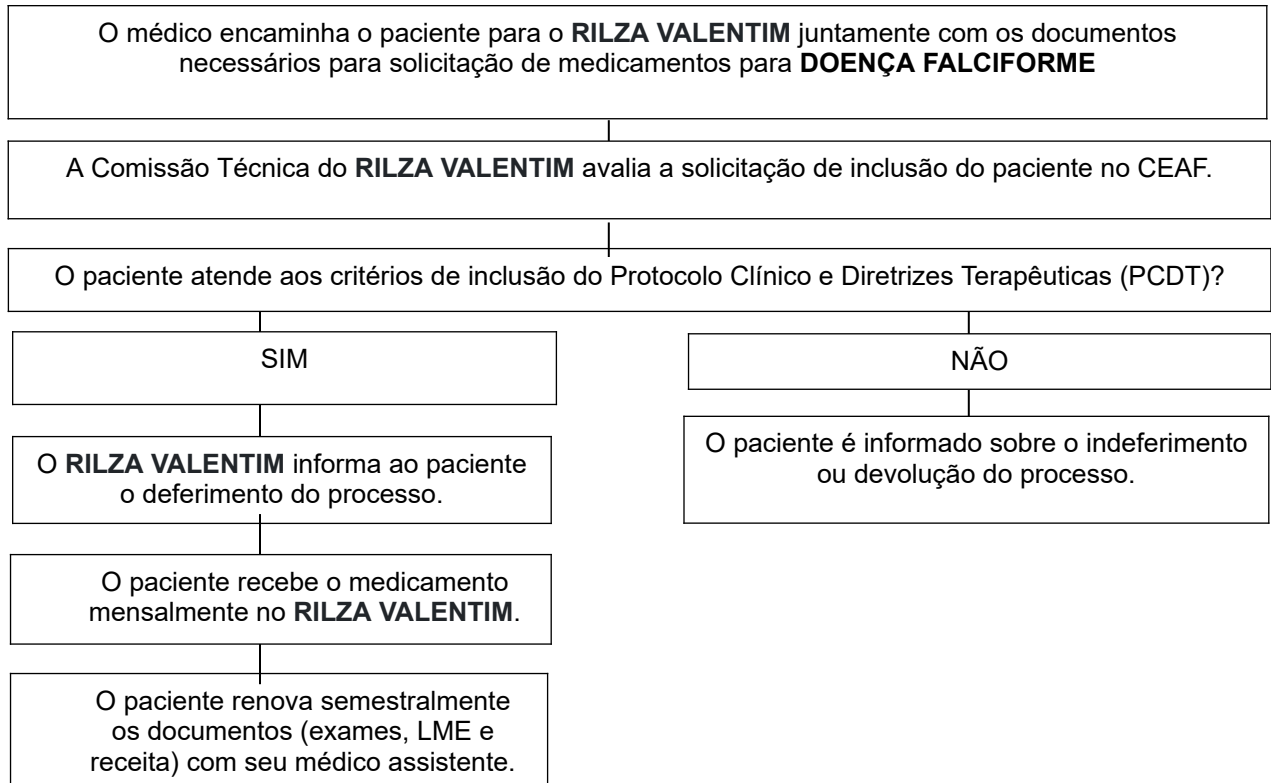 O médico encaminha o paciente para o RILZA VALENTIM juntamente com os documentos
necessários para solicitação de medicamentos para DOENÇA FALCIFORME
A Comissão Técnica do RILZA VALENTIM avalia a solicitação de inclusão do paciente no CEAF.
O paciente atende aos critérios de inclusão do Protocolo Clínico e Diretrizes Terapêuticas (PCDT)?
SIM
NÃO
O RILZA VALENTIM informa ao paciente
o deferimento do processo.
O paciente é informado sobre o indeferimento
ou devolução do processo.
O paciente recebe o medicamento
mensalmente no RILZA VALENTIM.
O paciente renova semestralmente
os documentos (exames, LME e
receita) com seu médico assistente.